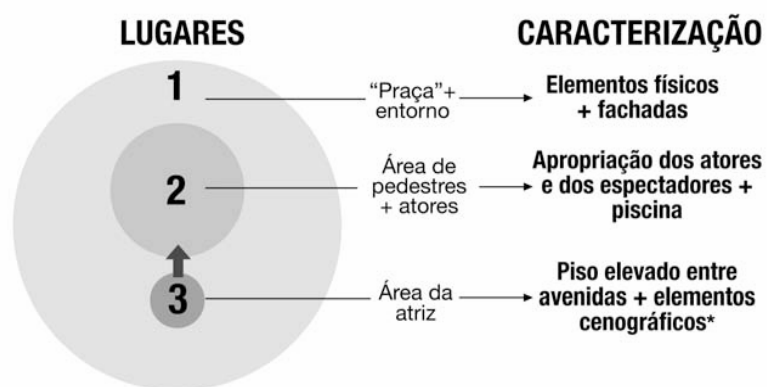 LUGARES
CARACTERIZAÇÃO
1
“Praça”+
entorno
Elementos físicos
+ fachadas
2
Área de
pedestres
+ atores
Apropriação dos atores
e dos espectadores +
piscina
3
Área da
atriz
Piso elevado entre
avenidas + elementos
cenográficos*